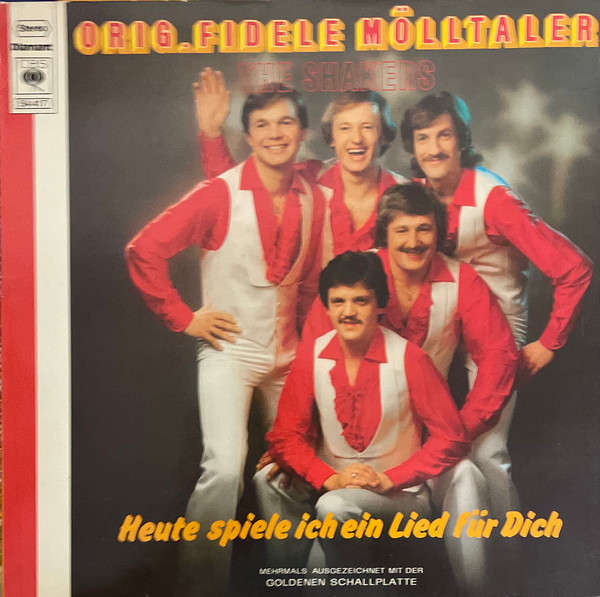 Stereo
CBS
ORIG. FIDELE MÖLLTALER
THE SHAKERS
Heute spiele ich ein Lied für Dich
MEHRMALS AUSGEZEICHNET MIT DER
GOLDENEN SCHALLPLATTE